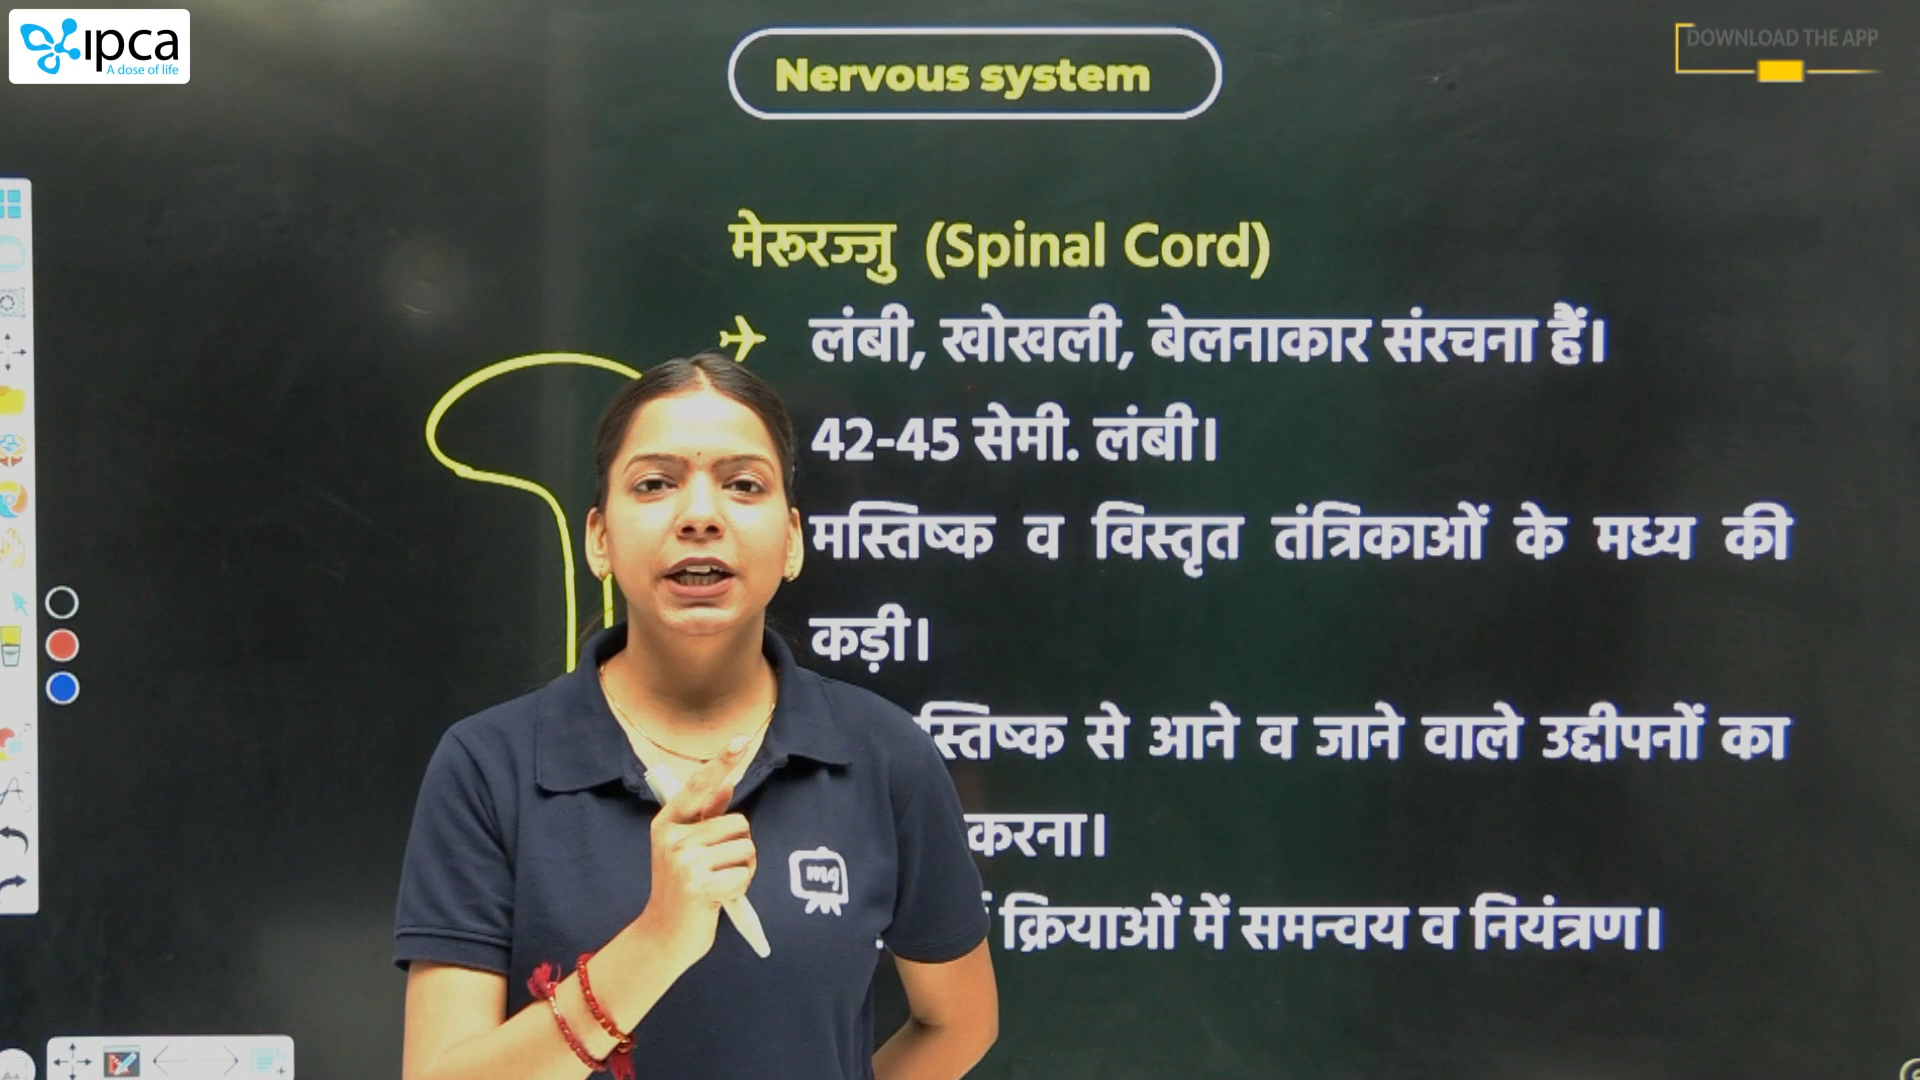 ipca
A dose of life
DOWNLOAD THE APP
Nervous system
मेरूरज्जु (Spinal Cord)
लंबी, खोखली, बेलनाकार संरचना हैं।
42-45 सेमी. लंबी।
मस्तिष्क व विस्तृत तंत्रिकाओं के मध्य की
कड़ी।
से आने व जाने वाले उद्दीपनों का
करना।
क्रियाओं में समन्वय व नियंत्रण।
mg